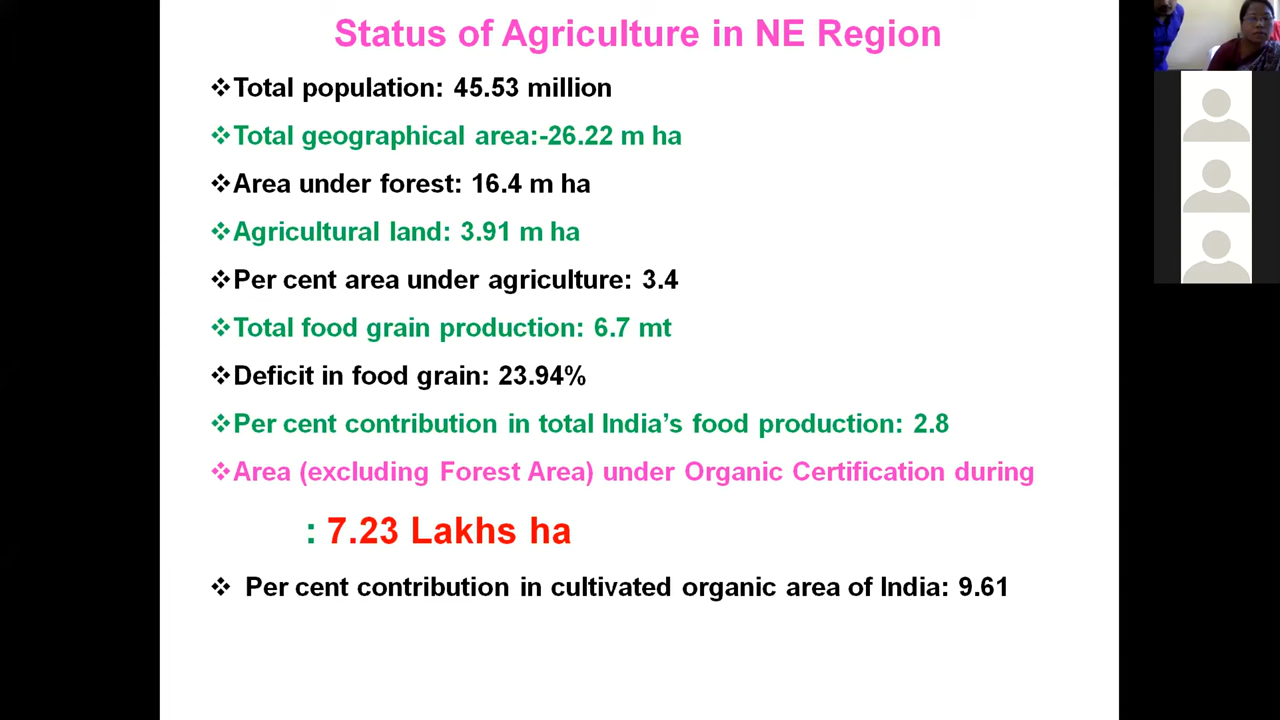 Status of Agriculture in NE Region
❖Total population: 45.53 million
❖Total geographical area:-26.22 m ha
❖Area under forest: 16.4 m ha
❖Agricultural land: 3.91 m ha
❖Per cent area under agriculture: 3.4
❖Total food grain production: 6.7 mt
❖Deficit in food grain: 23.94%
❖Per cent contribution in total India’s food production: 2.8
❖Area (excluding Forest Area) under Organic Certification during
: 7.23 Lakhs ha
❖ Per cent contribution in cultivated organic area of India: 9.61